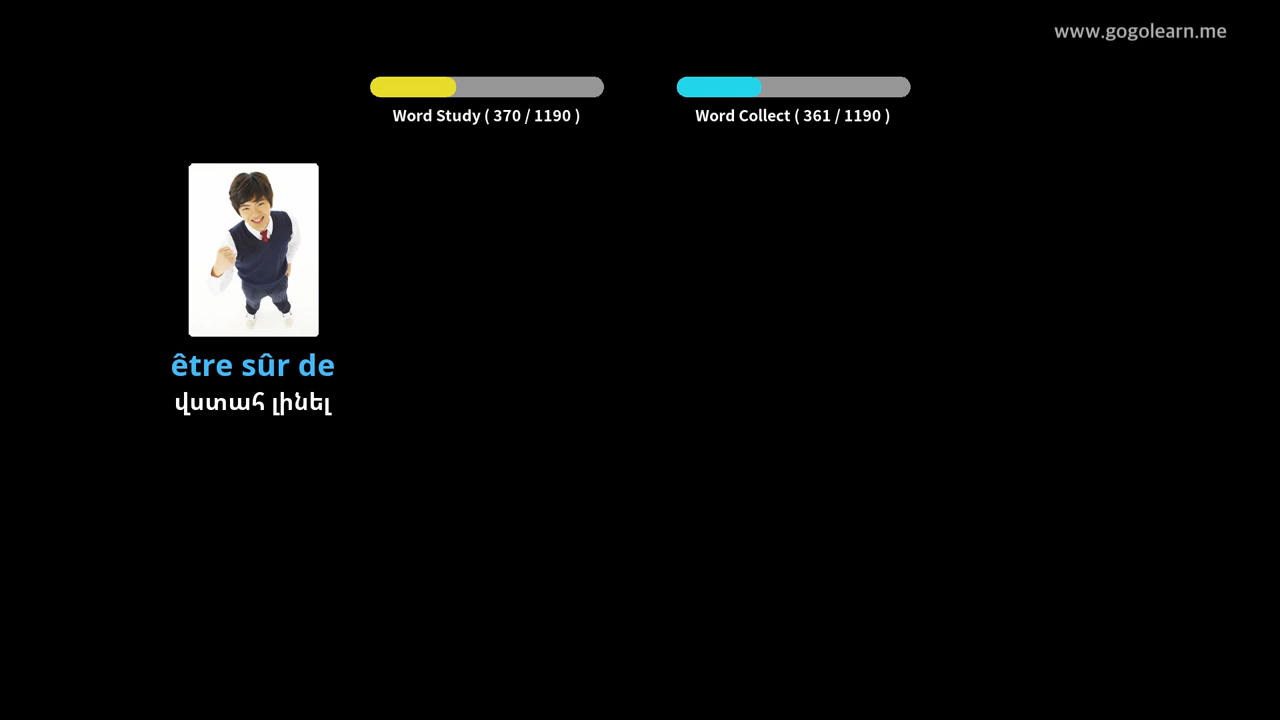 www.gogolearn.me
Word Study ( 370 / 1190 )
Word Collect ( 361 / 1190 )
être sûr de
վստահ լինել